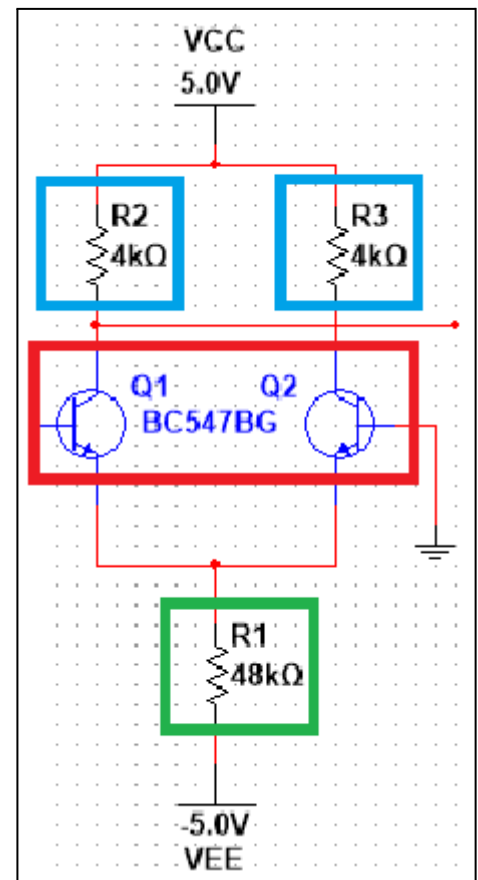 VCC
5.0V
R2
4kΩ
R3
4kΩ
Q1
Q2
BC547BG
R1
48kΩ
-5.0V
VEE